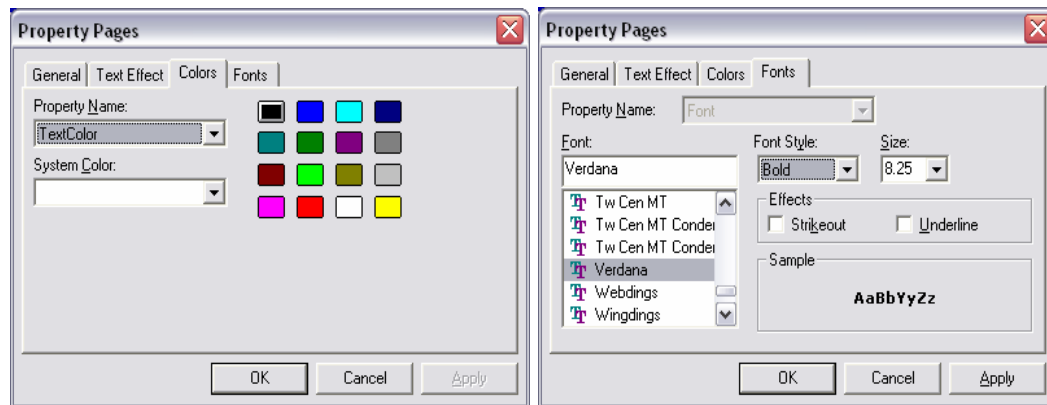 Property Pages
General Text Effect Colors Fonts
Property Name:
TextColor
System Color:
OK Cancel Apply
Property Pages
General Text Effect Colors Fonts
Property Name: Font
Font: Font Style: Size:
Verdana Bold 8.25
Tw Cen MT
Tw Cen MT Conder
Tw Cen MT Conder
Verdana
Webdings
Wingdings
Effects
Strikeout Underline
Sample
AaBbYyZz
OK Cancel Apply